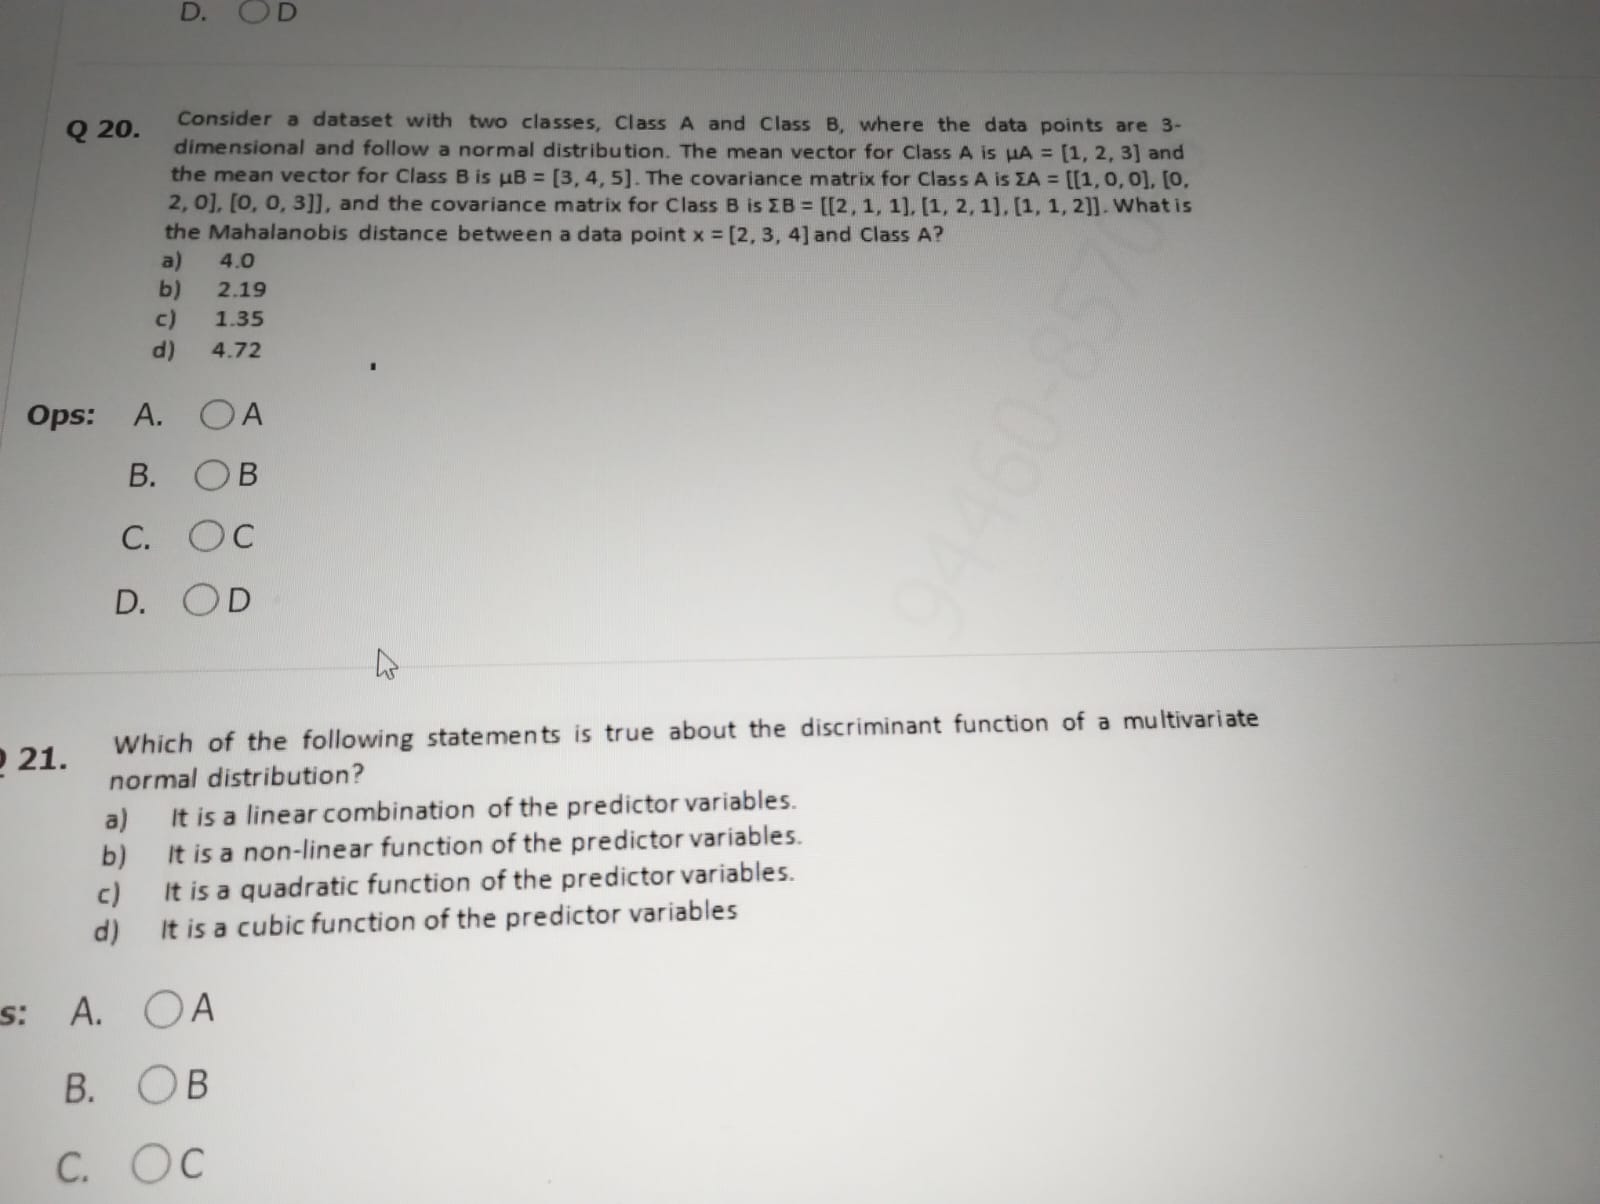 D. D
Q 20. Consider a dataset with two classes, Class A and Class B, where the data points are 3-
dimensional and follow a normal distribution. The mean vector for Class A is µA = [1, 2, 3] and
the mean vector for Class B is µB = [3, 4, 5]. The covariance matrix for Class A is ΣA = [[1, 0, 0], [0,
2, 0], [0, 0, 3]], and the covariance matrix for Class B is ΣB = [[2, 1, 1], [1, 2, 1], [1, 1, 2]]. What is
the Mahalanobis distance between a data point x = [2, 3, 4] and Class A?
a) 4.0
b) 2.19
c) 1.35
d) 4.72
Ops: A. A
B. B
C. C
D. D
94460-8570
21. Which of the following statements is true about the discriminant function of a multivariate
normal distribution?
a) It is a linear combination of the predictor variables.
b) It is a non-linear function of the predictor variables.
c) It is a quadratic function of the predictor variables.
d) It is a cubic function of the predictor variables
s: A. A
B. B
C. C